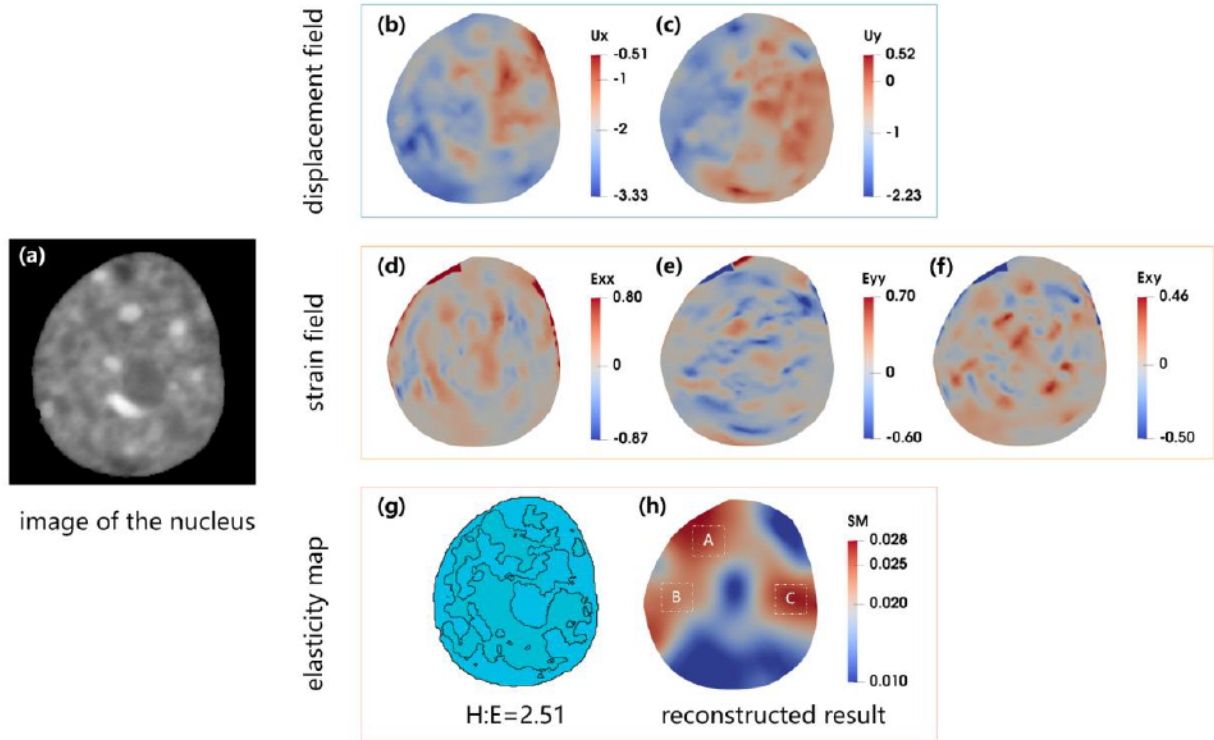 displacement field
(b)
Ux
-0.51
-1
-2
-3.33
(c)
Uy
0.52
0
-1
-2.23
(a)
image of the nucleus
strain field
(d)
Exx
0.80
0
-0.87
(e)
Eyy
0.70
0
-0.60
(f)
Exy
0.46
0
-0.50
elasticity map
(g)
H:E=2.51
(h)
A
B
C
SM
0.028
0.025
0.020
0.010
reconstructed result